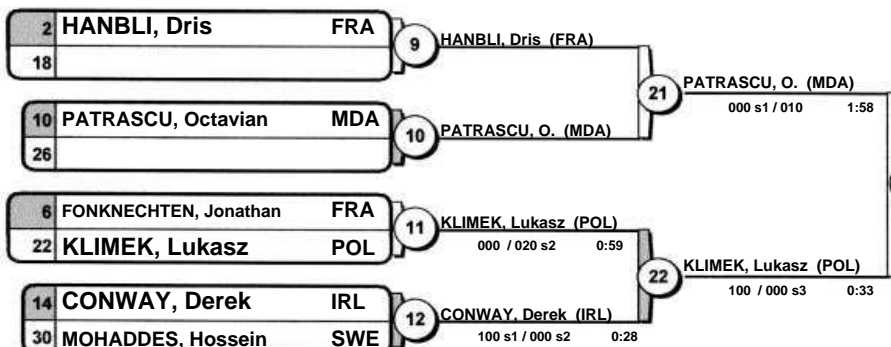 2 HANBLI, Dris FRA
18
9
HANBLI, Dris (FRA)
10 PATRASCU, Octavian MDA
26
10
PATRASCU, O. (MDA)
21
PATRASCU, O. (MDA)
000 s1 / 010 1:58
6 FONKNECHTEN, Jonathan FRA
22 KLIMEK, Lukasz POL
11
KLIMEK, Lukasz (POL)
000 / 020 s2 0:59
14 CONWAY, Derek IRL
30 MOHADDES, Hossein SWE
12
CONWAY, Derek (IRL)
100 s1 / 000 s2 0:28
22
KLIMEK, Lukasz (POL)
100 / 000 s3 0:33